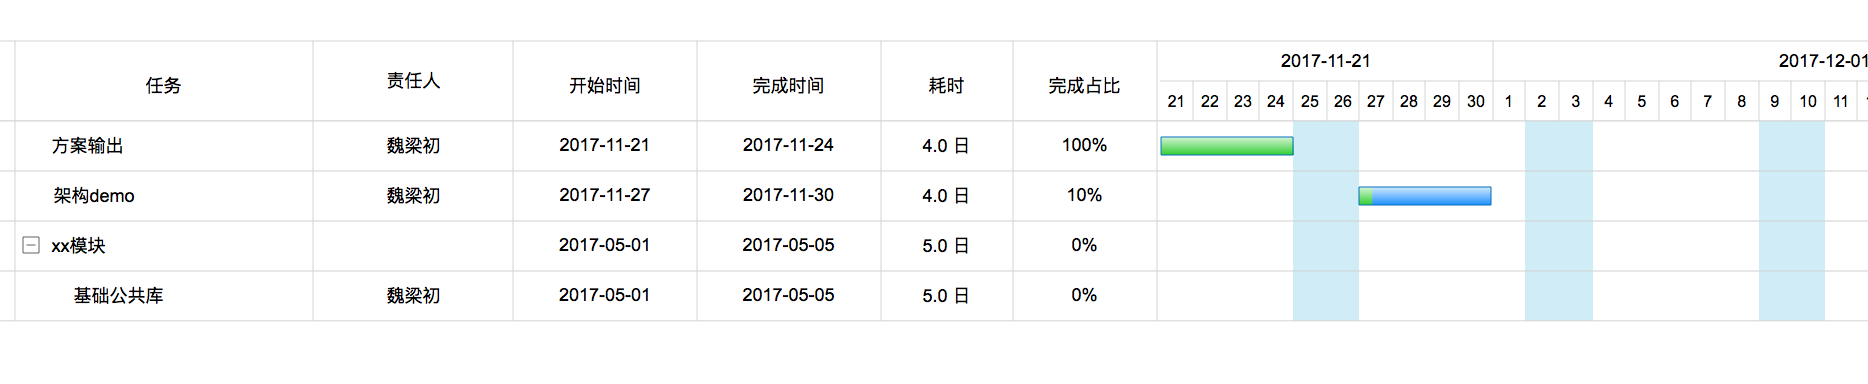 任务 责任人 开始时间 完成时间 耗时 完成占比 2017-11-21 2017-12-01
21 22 23 24 25 26 27 28 29 30 1 2 3 4 5 6 7 8 9 10 11
方案输出 魏梁初 2017-11-21 2017-11-24 4.0 日 100%
架构demo 魏梁初 2017-11-27 2017-11-30 4.0 日 10%
xx模块 2017-05-01 2017-05-05 5.0 日 0%
基础公共库 魏梁初 2017-05-01 2017-05-05 5.0 日 0%